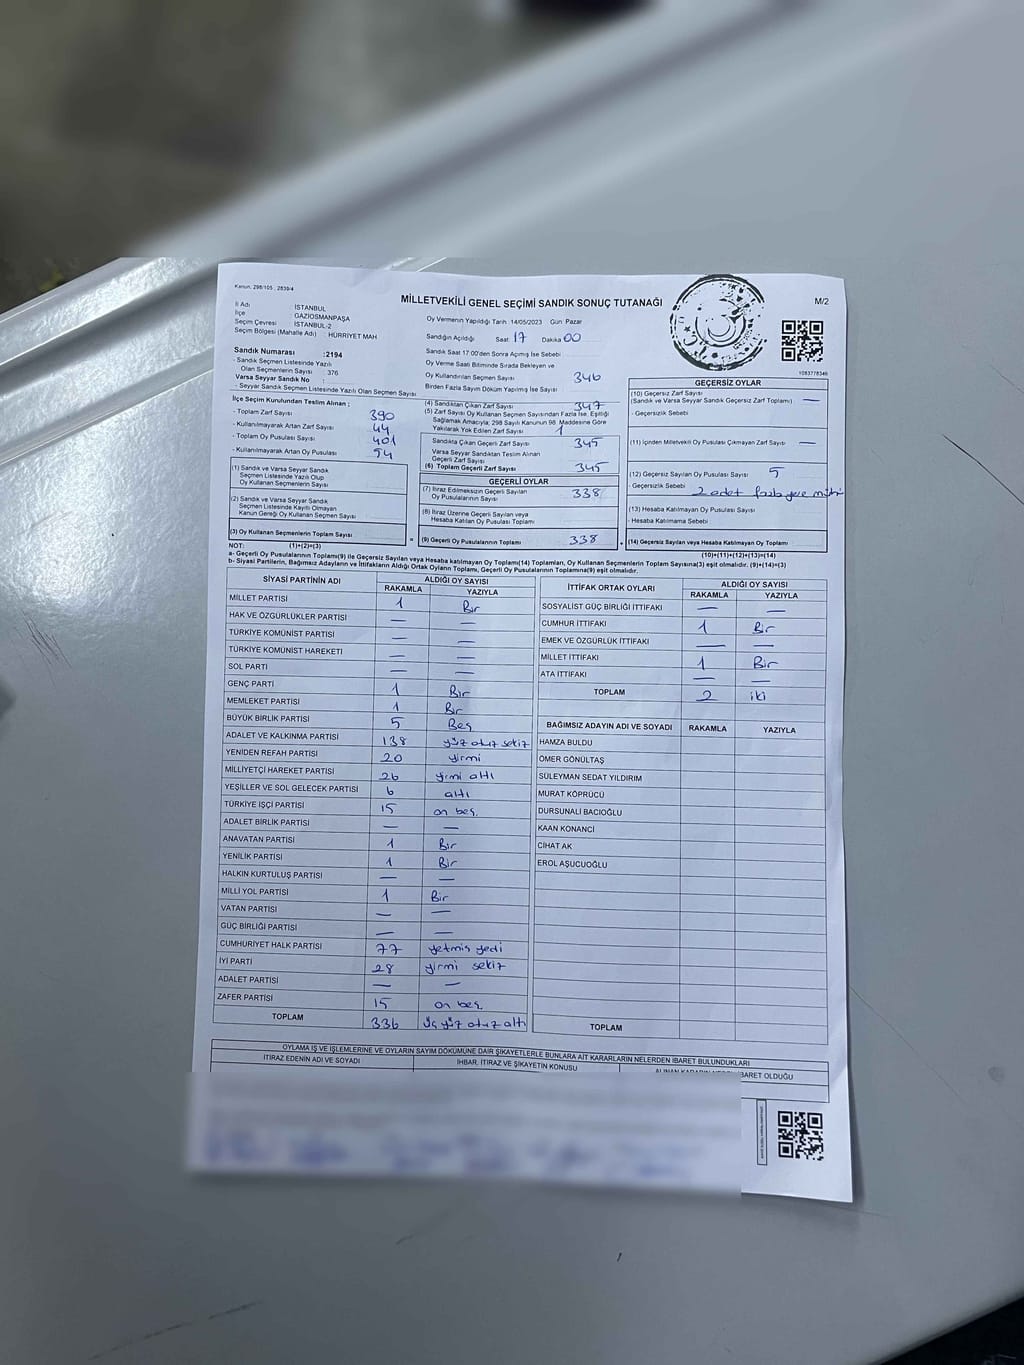 Kanun: 298/105 , 2839/4
MİLLETVEKİLİ GENEL SEÇİMİ SANDIK SONUÇ TUTANAĞI
M/2
İl Adı : İSTANBUL
İlçe : GAZİOSMANPAŞA
Seçim Çevresi : İSTANBUL-2
Seçim Bölgesi (Mahalle Adı) : HÜRRİYET MAH
Oy Vermenin Yapıldığı Tarih: 14/05/2023 Gün: Pazar
Sandığın Açıldığı Saat: 17 Dakika 00
Sandık Saat 17.00'den Sonra Açılmış İse Sebebi
1083778346
Sandık Numarası :2194
- Sandık Seçmen Listesinde Yazılı
Olan Seçmenlerin Sayısı : 376
Varsa Seyyar Sandık No :
- Seyyar Sandık Seçmen Listesinde Yazılı Olan Seçmen Sayısı
Oy Verme Saati Bitiminde Sırada Bekleyen ve
Oy Kullandırılan Seçmen Sayısı 346
Birden Fazla Sayım Döküm Yapılmış İse Sayısı
İlçe Seçim Kurulundan Teslim Alınan :
- Toplam Zarf Sayısı 390
- Kullanılmayarak Artan Zarf Sayısı 44
- Toplam Oy Pusulası Sayısı 401
- Kullanılmayarak Artan Oy Pusulası 54
(1) Sandık ve Varsa Seyyar Sandık
Seçmen Listesinde Yazılı Olup
Oy Kullanan Seçmenlerin Sayısı
(2) Sandık ve Varsa Seyyar Sandık
Seçmen Listesinde Kayıtlı Olmayan
Kanun Gereği Oy Kullanan Seçmen Sayısı
(3) Oy Kullanan Seçmenlerin Toplam Sayısı
(1)+(2)=(3)
(4) Sandıktan Çıkan Zarf Sayısı 347
(5) Zarf Sayısı Oy Kullanan Seçmen Sayısından Fazla İse, Eşitliği
Sağlamak Amacıyla; 298 Sayılı Kanunun 98. Maddesine Göre
Yakılarak Yok Edilen Zarf Sayısı 1
Sandıkta Çıkan Geçerli Zarf Sayısı 345
Varsa Seyyar Sandıktan Teslim Alınan
Geçerli Zarf Sayısı
(6) Toplam Geçerli Zarf Sayısı 345
GEÇERLİ OYLAR
(7) İtiraz Edilmeksizin Geçerli Sayılan
Oy Pusulalarının Sayısı 338
(8) İtiraz Üzerine Geçerli Sayılan veya
Hesaba Katılan Oy Pusulası Toplamı
(9) Geçerli Oy Pusulalarının Toplamı 338
GEÇERSİZ OYLAR
(10) Geçersiz Zarf Sayısı
(Sandık ve Varsa Seyyar Sandık Geçersiz Zarf Toplamı) —
- Geçersizlik Sebebi
(11) İçinden Milletvekili Oy Pusulası Çıkmayan Zarf Sayısı —
(12) Geçersiz Sayılan Oy Pusulası Sayısı 5
- Geçersizlik Sebebi 2 adet fazla yere
(13) Hesaba Katılmayan Oy Pusulası Sayısı
- Hesaba Katılmama Sebebi
(14) Geçersiz Sayılan veya Hesaba Katılmayan Oy Toplamı
(10)+(11)+(12)+(13)=(14)
NOT:
a- Geçerli Oy Pusulalarının Toplamı(9) ile Geçersiz Sayılan veya Hesaba katılmayan Oy Toplamı(14) Toplamları, Oy Kullanan Seçmenlerin Toplam Sayısına(3) eşit olmalıdır. (9)+(14)=(3)
b- Siyasi Partilerin, Bağımsız Adayların ve İttifakların Aldığı Ortak Oyların Toplamı, Geçerli Oy Pusulalarının Toplamına(9) eşit olmalıdır.
SİYASİ PARTİNİN ADI ALDIĞI OY SAYISI
RAKAMLA YAZIYLA
MİLLET PARTİSİ 1 Bir
HAK VE ÖZGÜRLÜKLER PARTİSİ — —
TÜRKİYE KOMÜNİST PARTİSİ — —
TÜRKİYE KOMÜNİST HAREKETİ — —
SOL PARTİ — —
GENÇ PARTİ 1 Bir
MEMLEKET PARTİSİ 1 Bir
BÜYÜK BİRLİK PARTİSİ 5 Beş
ADALET VE KALKINMA PARTİSİ 138 yüz otuz sekiz
YENİDEN REFAH PARTİSİ 20 yirmi
MİLLİYETÇİ HAREKET PARTİSİ 26 yirmi altı
YEŞİLLER VE SOL GELECEK PARTİSİ 6 altı
TÜRKİYE İŞÇİ PARTİSİ 15 on beş
ADALET BİRLİK PARTİSİ — —
ANAVATAN PARTİSİ 1 Bir
YENİLİK PARTİSİ 1 Bir
HALKIN KURTULUŞ PARTİSİ — —
MİLLİ YOL PARTİSİ 1 Bir
VATAN PARTİSİ — —
GÜÇ BİRLİĞİ PARTİSİ — —
CUMHURİYET HALK PARTİSİ 77 yetmiş yedi
İYİ PARTİ 28 yirmi sekiz
ADALET PARTİSİ — —
ZAFER PARTİSİ 15 on beş
TOPLAM 336 üç yüz otuz altı
İTTİFAK ORTAK OYLARI ALDIĞI OY SAYISI
RAKAMLA YAZIYLA
SOSYALİST GÜÇ BİRLİĞİ İTTİFAKI — —
CUMHUR İTTİFAKI 1 Bir
EMEK VE ÖZGÜRLÜK İTTİFAKI — —
MİLLET İTTİFAKI 1 Bir
ATA İTTİFAKI — —
TOPLAM 2 iki
BAĞIMSIZ ADAYIN ADI VE SOYADI RAKAMLA YAZIYLA
HAMZA BULDU
ÖMER GÖNÜLTAŞ
SÜLEYMAN SEDAT YILDIRIM
MURAT KÖPRÜCÜ
DURSUNALİ BACIOĞLU
KAAN KONANCİ
CİHAT AK
EROL AŞUCUOĞLU
TOPLAM
OYLAMA İŞ VE İŞLEMLERİNE VE OYLARIN SAYIM DÖKÜMÜNE DAİR ŞİKAYETLERLE BUNLARA AİT KARARLARIN NELERDEN İBARET BULUNDUKLARI
İTİRAZ EDENİN ADI VE SOYADI İHBAR, İTİRAZ VE ŞİKAYETİN KONUSU ALINAN KARARIN NEDEN İBARET OLDUĞU